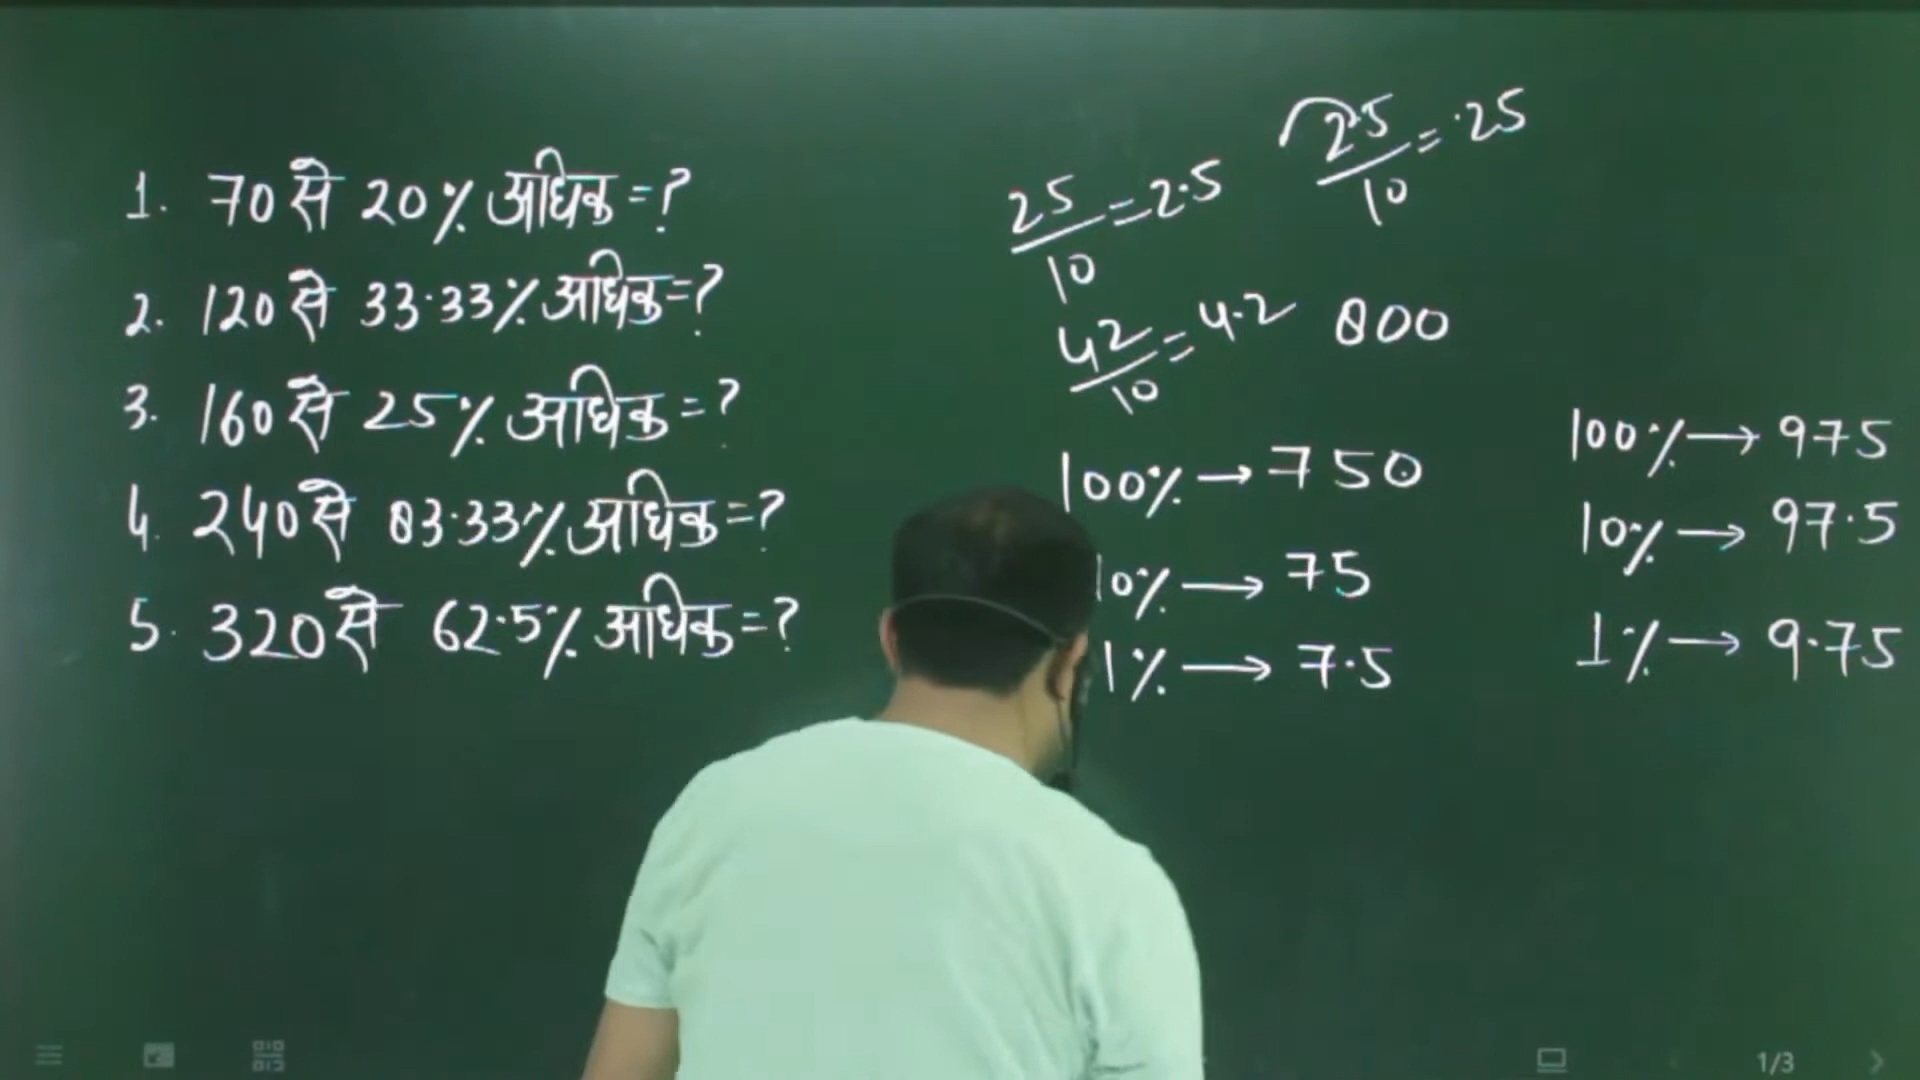 1. 70 से 20% अधिक = ?
2. 120 से 33.33% अधिक = ?
3. 160 से 25% अधिक = ?
4. 240 से 83.33% अधिक = ?
5. 320 से 62.5% अधिक = ?
25/10 = 2.5
2.5/10 = .25
42/10 = 4.2
800
100% → 750
10% → 75
1% → 7.5
100% → 975
10% → 97.5
1% → 9.75
1/3